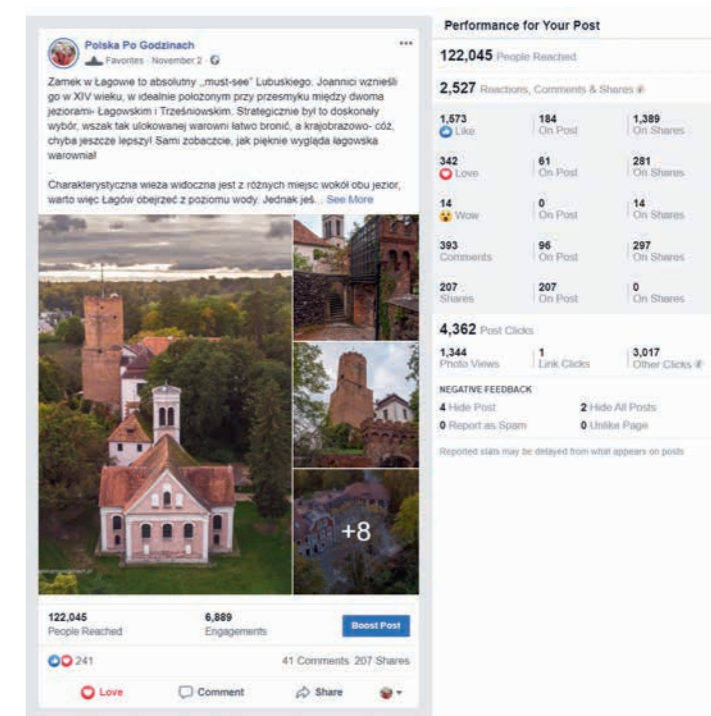 Polska Po Godzinach
Favorites · November 2 ·
Zamek w Łagowie to absolutny ,,must-see" Lubuskiego. Joannici wznieśli
go w XIV wieku, w idealnie położonym przy przesmyku między dwoma
jeziorami- Łagowskim i Trześniowskim. Strategicznie był to doskonały
wybór, wszak tak ulokowanej warowni łatwo bronić, a krajobrazowo- cóż,
chyba jeszcze lepszy! Sami zobaczcie, jak pięknie wygląda łagowska
warownia!
.
Charakterystyczna wieża widoczna jest z różnych miejsc wokół obu jezior,
warto więc Łagów obejrzeć z poziomu wody. Jednak jeś... See More
+8
122,045
People Reached
6,889
Engagements
Boost Post
241
41 Comments 207 Shares
Love
Comment
Share
Performance for Your Post
122,045 People Reached
2,527 Reactions, Comments & Shares
1,573
Like
184
On Post
1,389
On Shares
342
Love
61
On Post
281
On Shares
14
Wow
0
On Post
14
On Shares
393
Comments
96
On Post
297
On Shares
207
Shares
207
On Post
0
On Shares
4,362 Post Clicks
1,344
Photo Views
1
Link Clicks
3,017
Other Clicks
NEGATIVE FEEDBACK
4 Hide Post
2 Hide All Posts
0 Report as Spam
0 Unlike Page
Reported stats may be delayed from what appears on posts